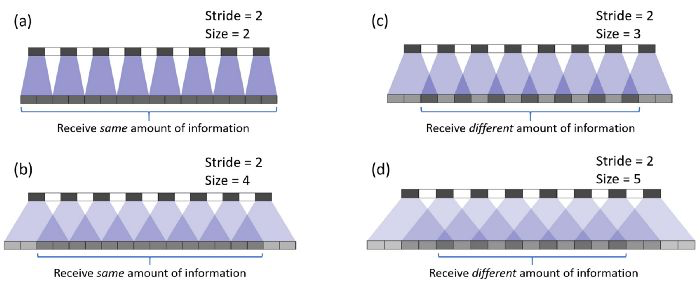 (a)
Stride = 2
Size = 2
Receive same amount of information
(b)
Stride = 2
Size = 4
Receive same amount of information
(c)
Stride = 2
Size = 3
Receive different amount of information
(d)
Stride = 2
Size = 5
Receive different amount of information